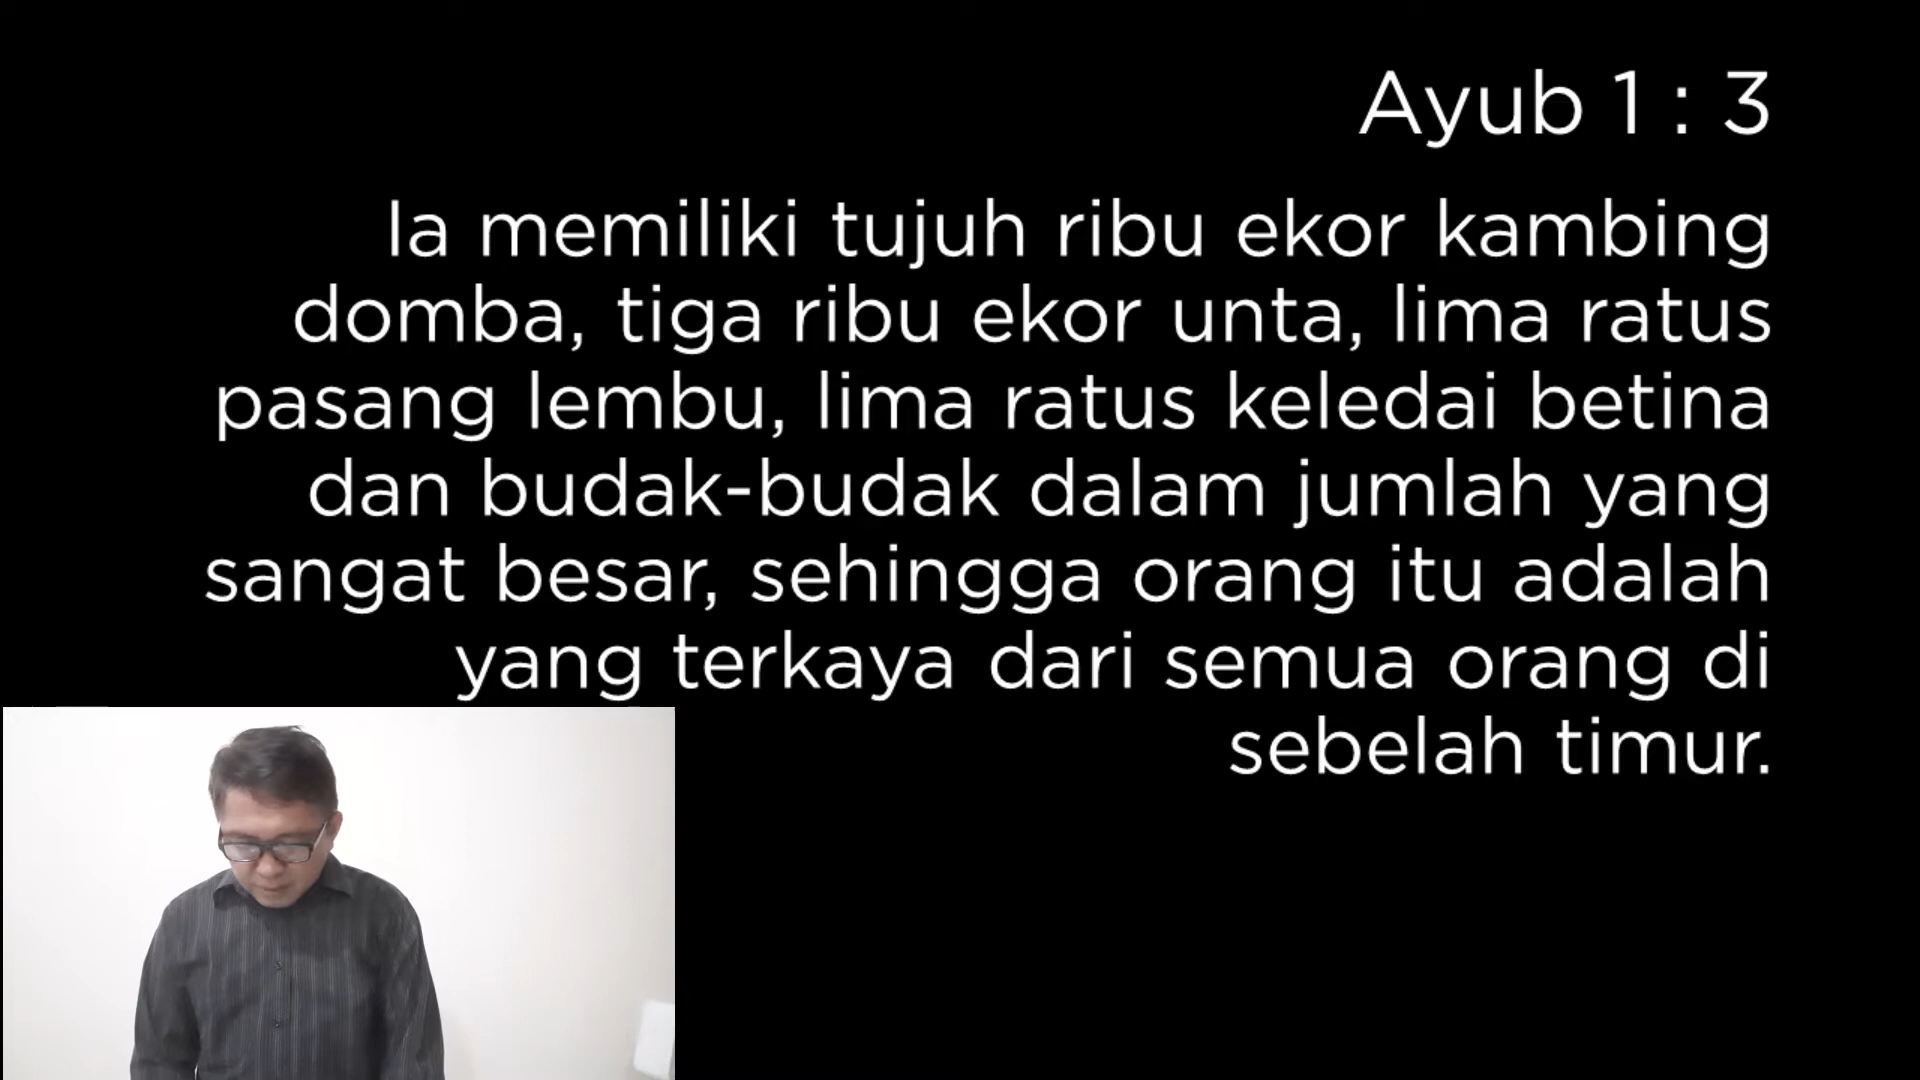 Ayub 1 : 3
Ia memiliki tujuh ribu ekor kambing
domba, tiga ribu ekor unta, lima ratus
pasang lembu, lima ratus keledai betina
dan budak-budak dalam jumlah yang
sangat besar, sehingga orang itu adalah
yang terkaya dari semua orang di
sebelah timur.